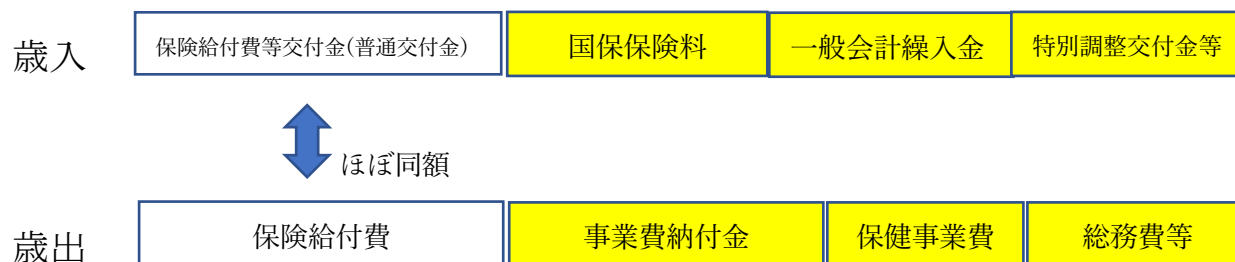 歳入
保険給付費等交付金(普通交付金)
国保保険料
一般会計繰入金
特別調整交付金等
ほぼ同額
歳出
保険給付費
事業費納付金
保健事業費
総務費等